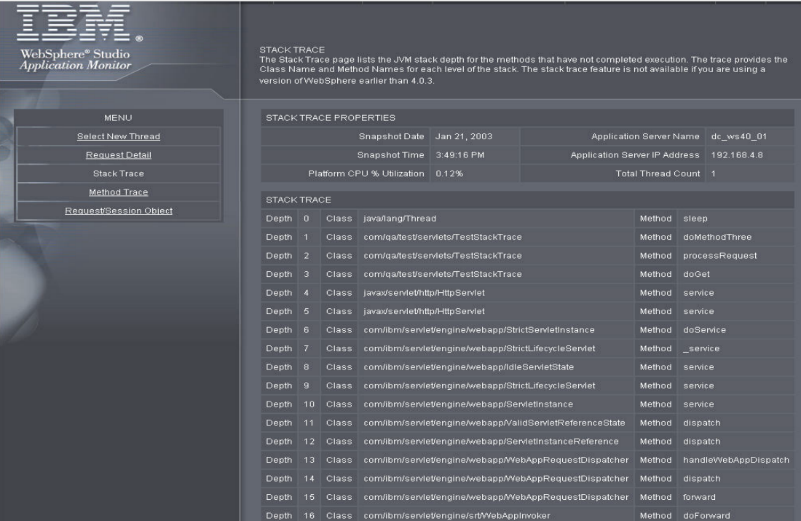 IBM®
WebSphere® Studio
Application Monitor
MENU
Select New Thread
Request Detail
Stack Trace
Method Trace
Request/Session Object
STACK TRACE
The Stack Trace page lists the JVM stack depth for the methods that have not completed execution. The trace provides the
Class Name and Method Names for each level of the stack. The stack trace feature is not available if you are using a
version of WebSphere earlier than 4.0.3.
STACK TRACE PROPERTIES
Snapshot Date Jan 21, 2003 Application Server Name dc_ws40_01
Snapshot Time 3:49:16 PM Application Server IP Address 192.168.4.8
Platform CPU % Utilization 0.12% Total Thread Count 1
STACK TRACE
Depth 0 Class java/lang/Thread Method sleep
Depth 1 Class com/qa/test/servlets/TestStackTrace Method doMethodThree
Depth 2 Class com/qa/test/servlets/TestStackTrace Method processRequest
Depth 3 Class com/qa/test/servlets/TestStackTrace Method doGet
Depth 4 Class javax/servlet/http/HttpServlet Method service
Depth 5 Class javax/servlet/http/HttpServlet Method service
Depth 6 Class com/ibm/servlet/engine/webapp/StrictServletInstance Method doService
Depth 7 Class com/ibm/servlet/engine/webapp/StrictLifecycleServlet Method _service
Depth 8 Class com/ibm/servlet/engine/webapp/IdleServletState Method service
Depth 9 Class com/ibm/servlet/engine/webapp/StrictLifecycleServlet Method service
Depth 10 Class com/ibm/servlet/engine/webapp/ServletInstance Method service
Depth 11 Class com/ibm/servlet/engine/webapp/ValidServletReferenceState Method dispatch
Depth 12 Class com/ibm/servlet/engine/webapp/ServletInstanceReference Method dispatch
Depth 13 Class com/ibm/servlet/engine/webapp/WebAppRequestDispatcher Method handleWebAppDispatch
Depth 14 Class com/ibm/servlet/engine/webapp/WebAppRequestDispatcher Method dispatch
Depth 15 Class com/ibm/servlet/engine/webapp/WebAppRequestDispatcher Method forward
Depth 16 Class com/ibm/servlet/engine/srt/WebAppInvoker Method doForward